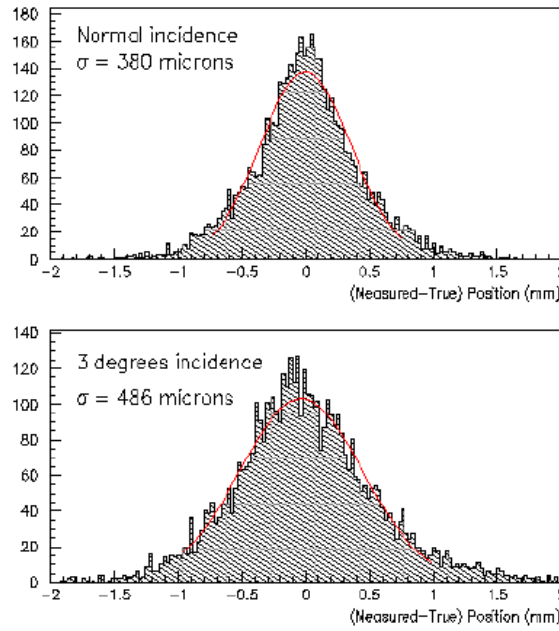 180
160
140
120
100
80
60
40
20
0
Normal incidence
σ = 380 microns
−2 −1.5 −1 −0.5 0 0.5 1 1.5 2
(Measured−True) Position (mm)
140
120
100
80
60
40
20
0
3 degrees incidence
σ = 486 microns
−2 −1.5 −1 −0.5 0 0.5 1 1.5 2
(Measured−True) Position (mm)